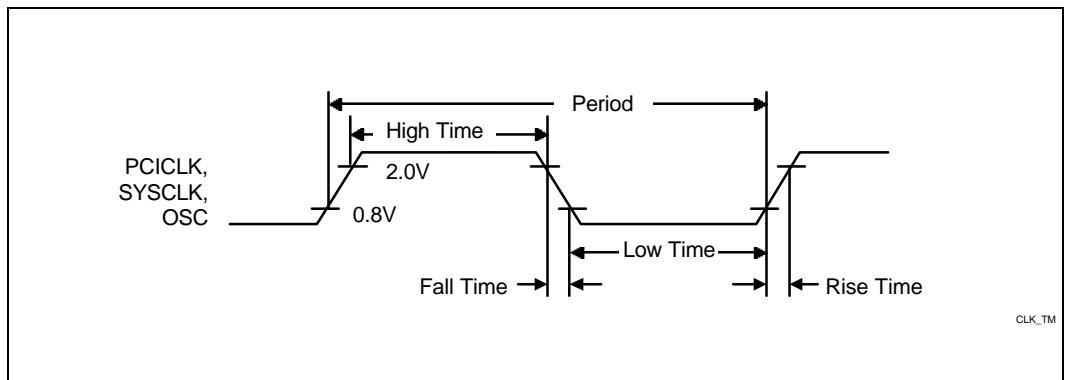 Period
High Time
PCICLK,
SYSCLK,
OSC
2.0V
0.8V
Low Time
Fall Time
Rise Time
CLK_TM